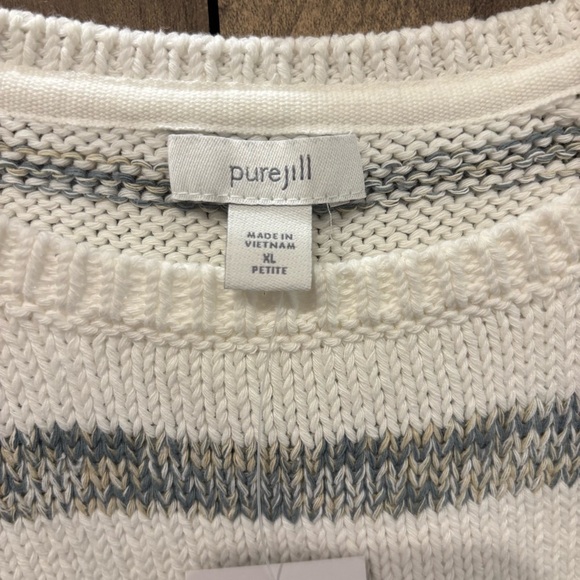 purejill
MADE IN
VIETNAM
XL
PETITE